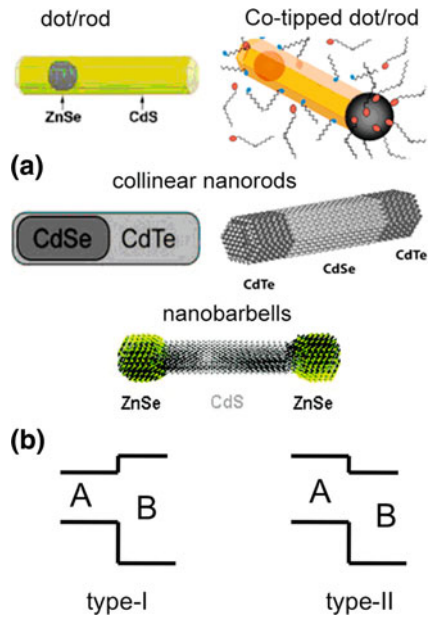 dot/rod
Co-tipped dot/rod
ZnSe CdS
(a)
collinear nanorods
CdSe CdTe
CdTe CdSe CdTe
nanobarbells
ZnSe CdS ZnSe
(b)
A B
A B
type-I type-II